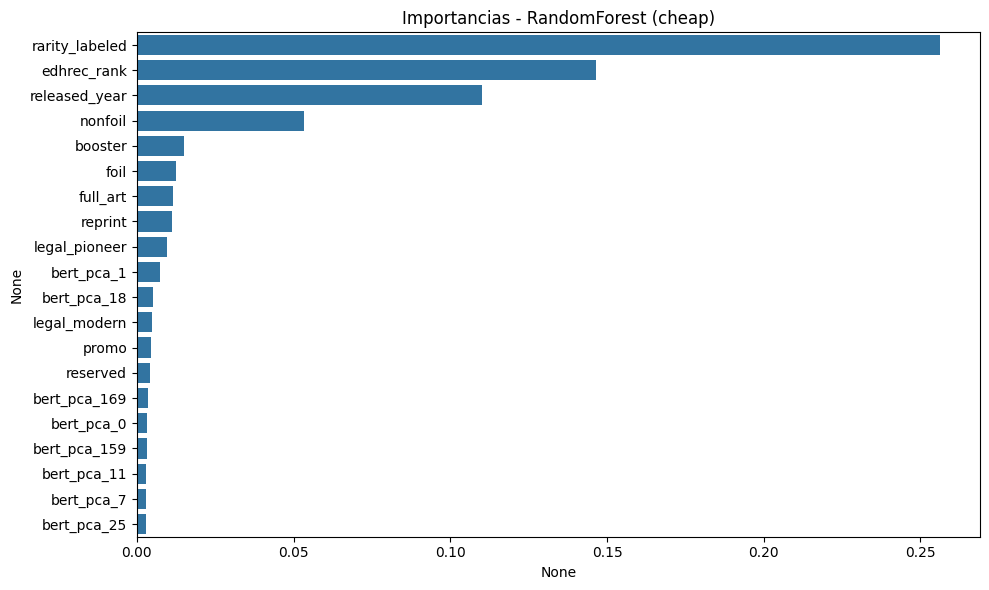 Importancias - RandomForest (cheap)
rarity_labeled
edhrec_rank
released_year
nonfoil
booster
foil
full_art
reprint
legal_pioneer
bert_pca_1
bert_pca_18
legal_modern
promo
reserved
bert_pca_169
bert_pca_0
bert_pca_159
bert_pca_11
bert_pca_7
bert_pca_25
None
0.00 0.05 0.10 0.15 0.20 0.25
None